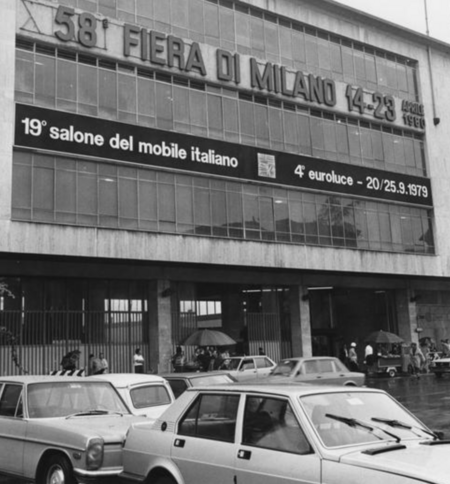 58ª FIERA DI MILANO 14-23 APRILE 1980
19° salone del mobile italiano 4° euroluce - 20/25.9.1979